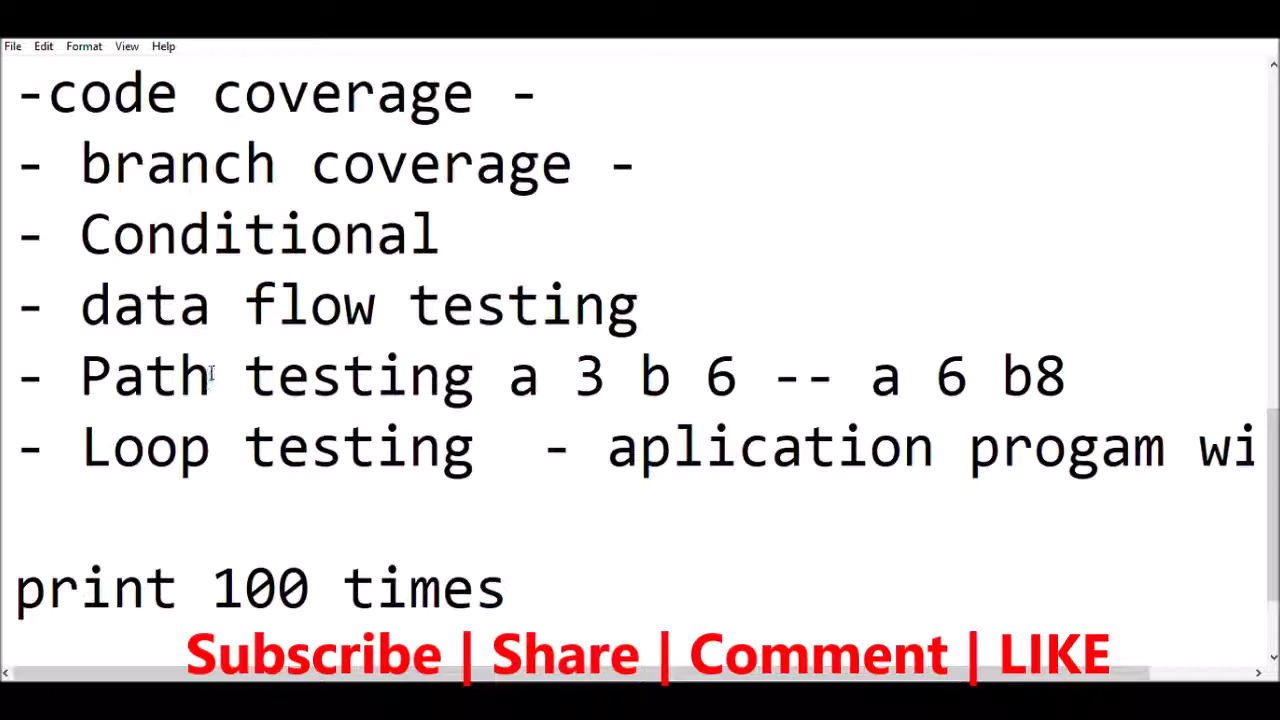 File Edit Format View Help
-code coverage -
- branch coverage -
- Conditional
- data flow testing
- Path testing a 3 b 6 -- a 6 b8
- Loop testing  - aplication progam wi
print 100 times
Subscribe | Share | Comment | LIKE